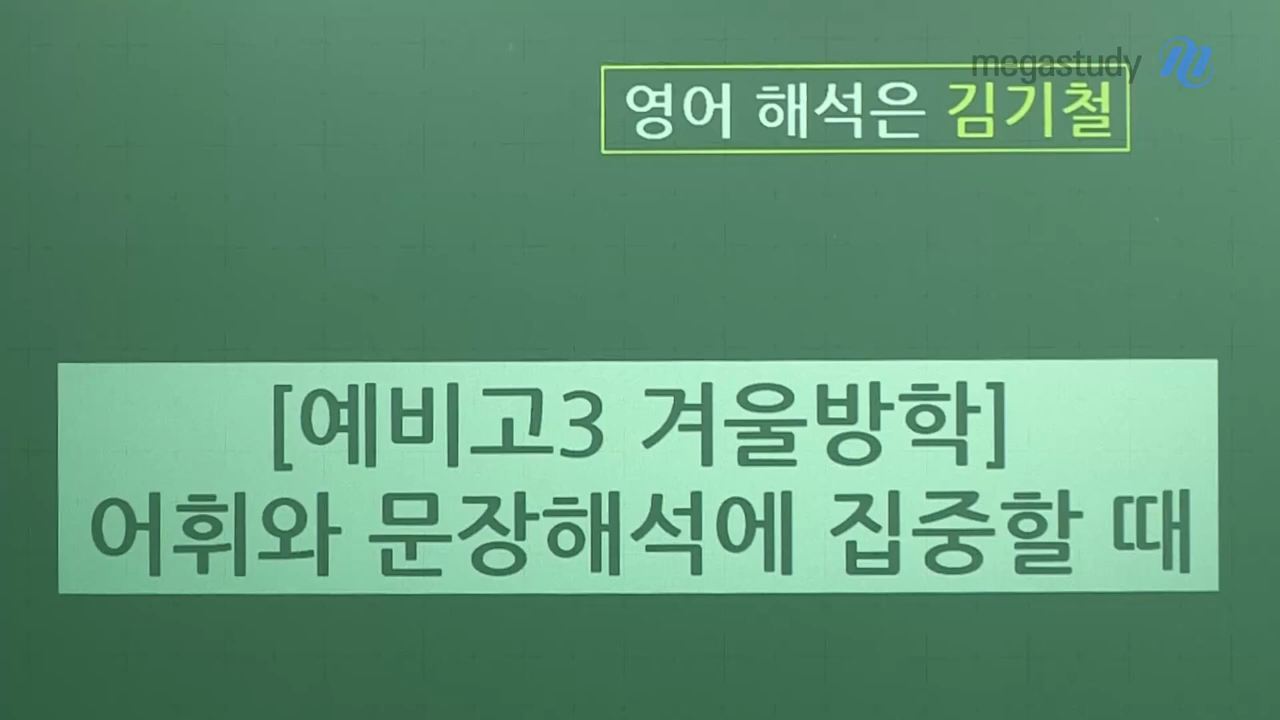 megastudy
영어 해석은 김기철
[예비고3 겨울방학]
어휘와 문장해석에 집중할 때